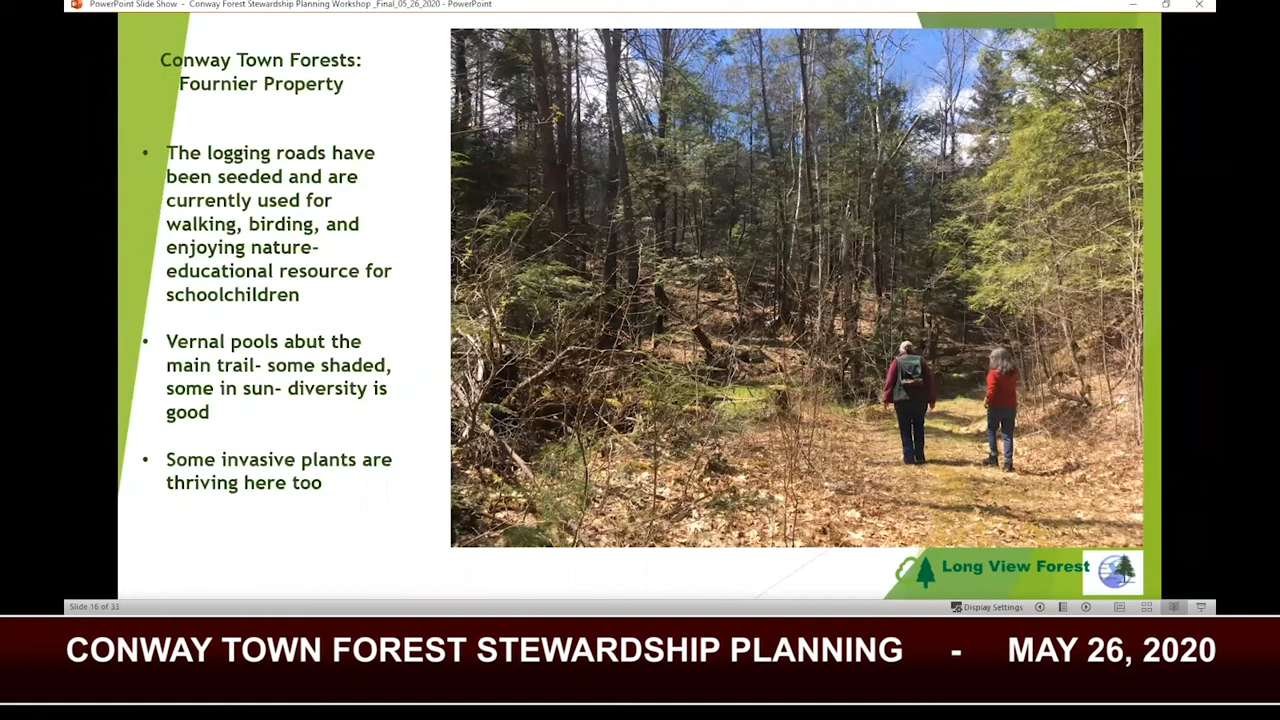 PowerPoint Slide Show - Conway Forest Stewardship Planning Workshop _Final_05_26_2020 - PowerPoint
Conway Town Forests:
Fournier Property
• The logging roads have
been seeded and are
currently used for
walking, birding, and
enjoying nature-
educational resource for
schoolchildren
• Vernal pools abut the
main trail- some shaded,
some in sun- diversity is
good
• Some invasive plants are
thriving here too
Long View Forest
Slide 16 of 33
Display Settings
CONWAY TOWN FOREST STEWARDSHIP PLANNING - MAY 26, 2020